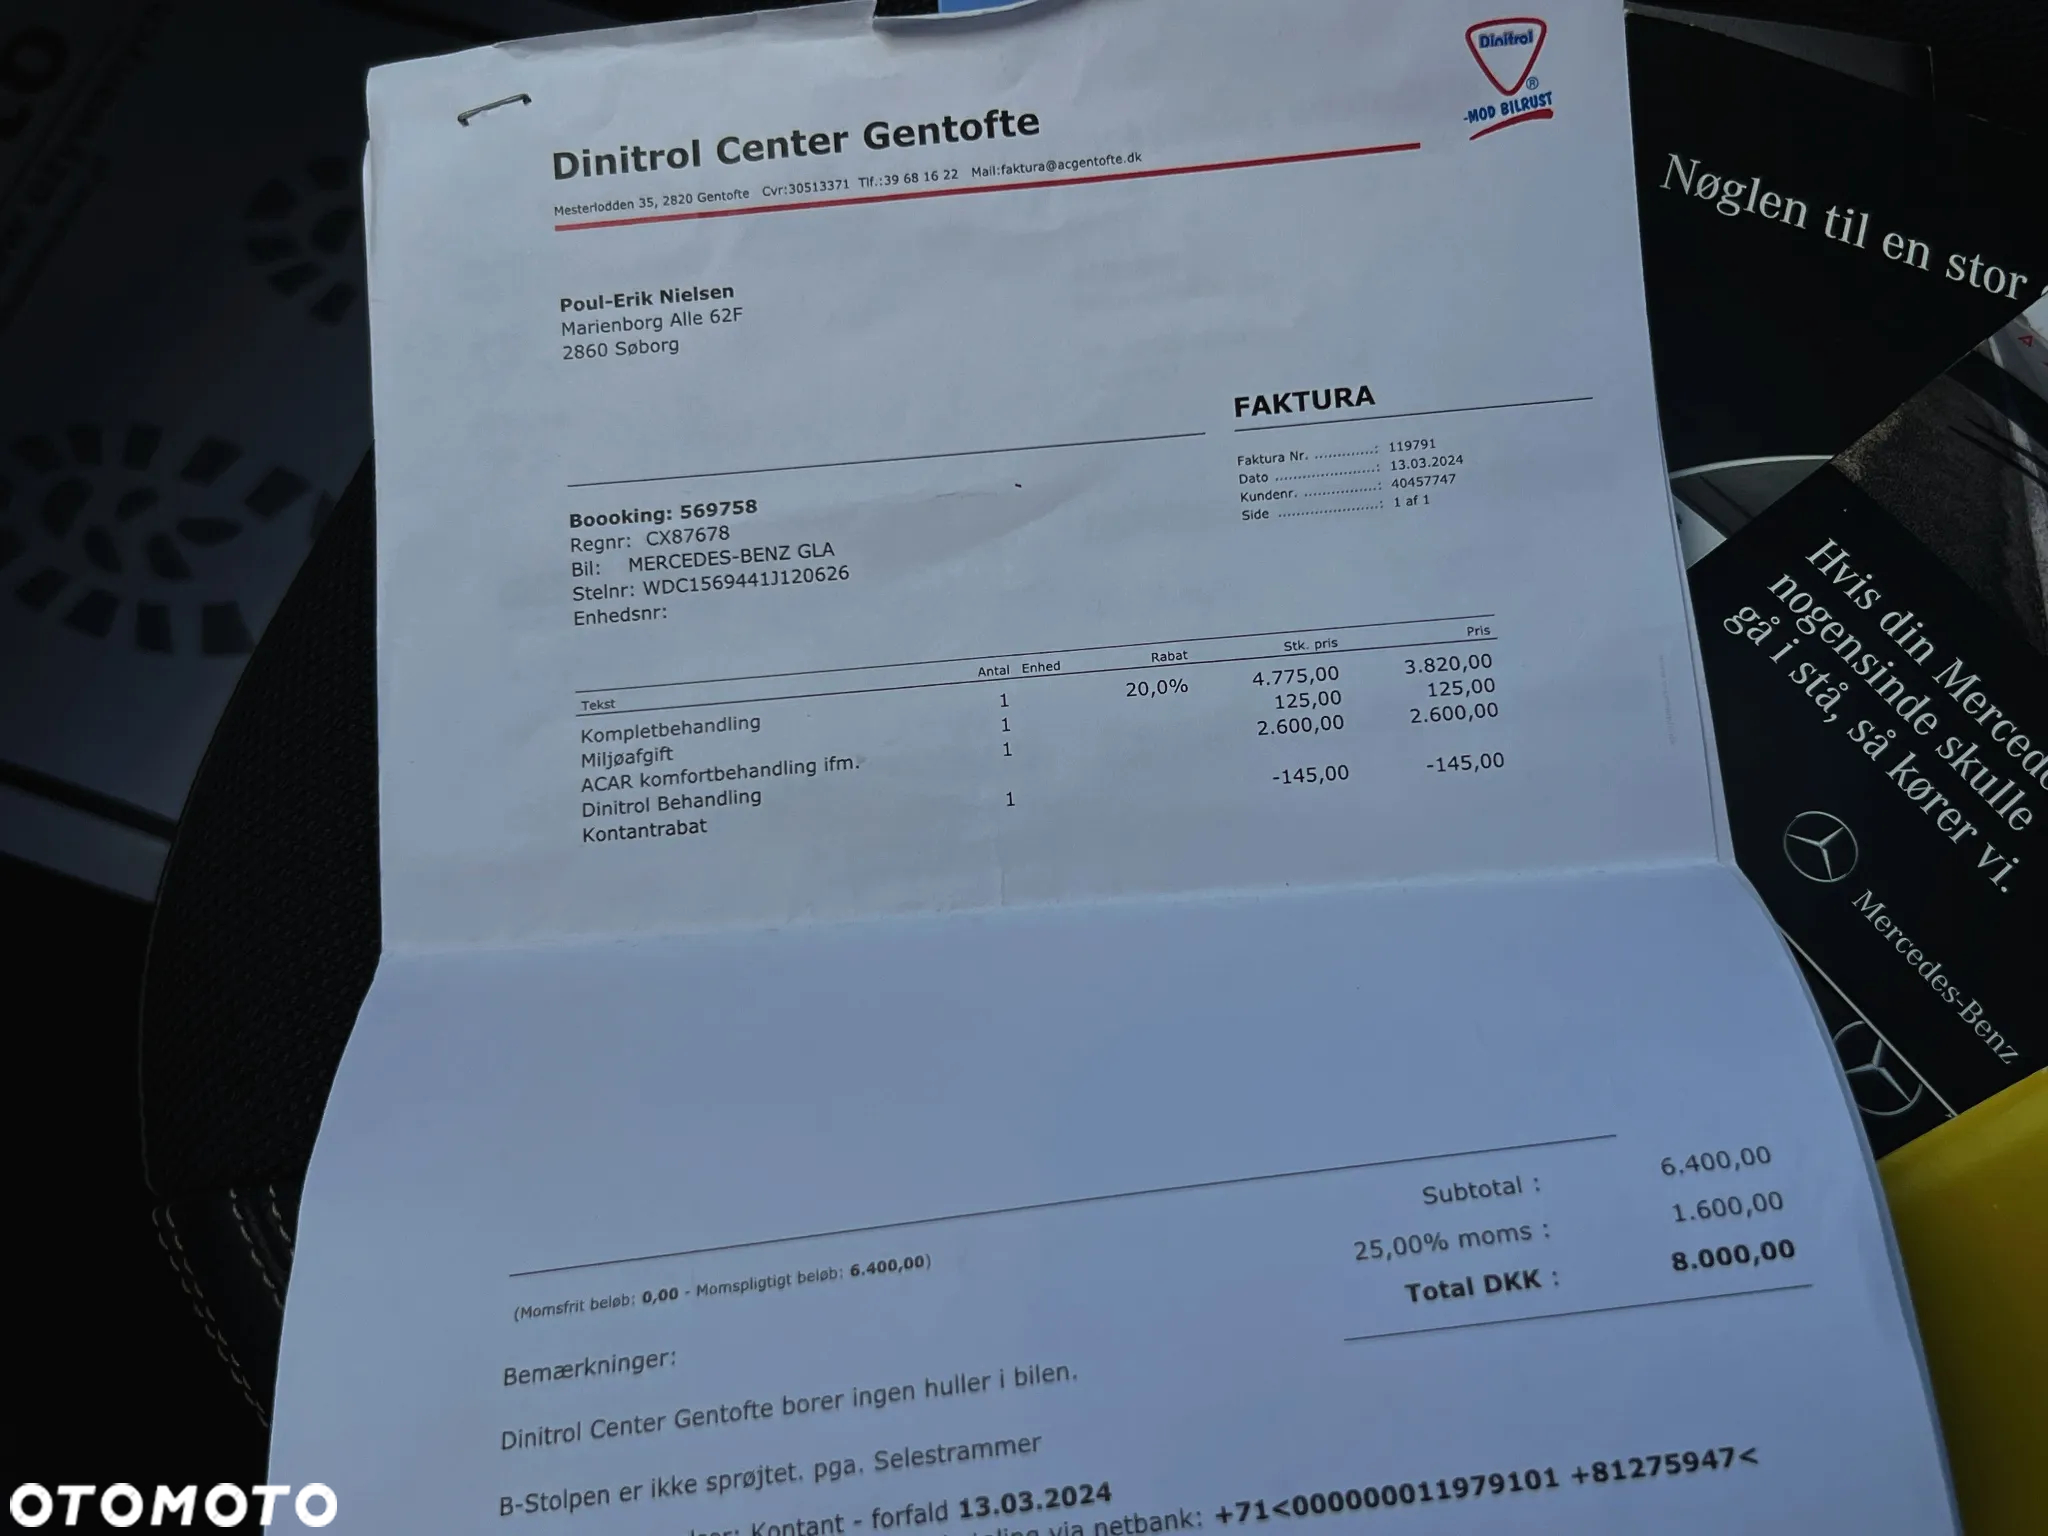 Dinitrol
®
-MOD BILRUST
Dinitrol Center Gentofte
Mesterlodden 35, 2820 Gentofte Cvr:30513371 Tlf.:39 68 16 22 Mail:faktura@acgentofte.dk
Poul-Erik Nielsen
Marienborg Alle 62F
2860 Søborg
FAKTURA
Faktura Nr. .............: 119791
Dato ......................: 13.03.2024
Kundenr. ................: 40457747
Side ......................: 1 af 1
Boooking: 569758
Regnr: CX87678
Bil: MERCEDES-BENZ GLA
Stelnr: WDC1569441J120626
Enhedsnr:
Tekst Antal Enhed Rabat Stk. pris Pris
Kompletbehandling 1 20,0% 4.775,00 3.820,00
Miljøafgift 1 125,00 125,00
ACAR komfortbehandling ifm. 1 2.600,00 2.600,00
Dinitrol Behandling
Kontantrabat 1 -145,00 -145,00
Subtotal : 6.400,00
25,00% moms : 1.600,00
Total DKK : 8.000,00
(Momsfrit beløb: 0,00 - Momspligtigt beløb: 6.400,00)
Bemærkninger:
Dinitrol Center Gentofte borer ingen huller i bilen.
B-Stolpen er ikke sprøjtet. pga. Selestrammer
Kontant - forfald 13.03.2024
via netbank: +71<000000011979101 +81275947<
Nøglen til en stor
Hvis din Mercedes
nogensinde skulle
gå i stå, så kører vi.
Mercedes-Benz
OTOMOTO